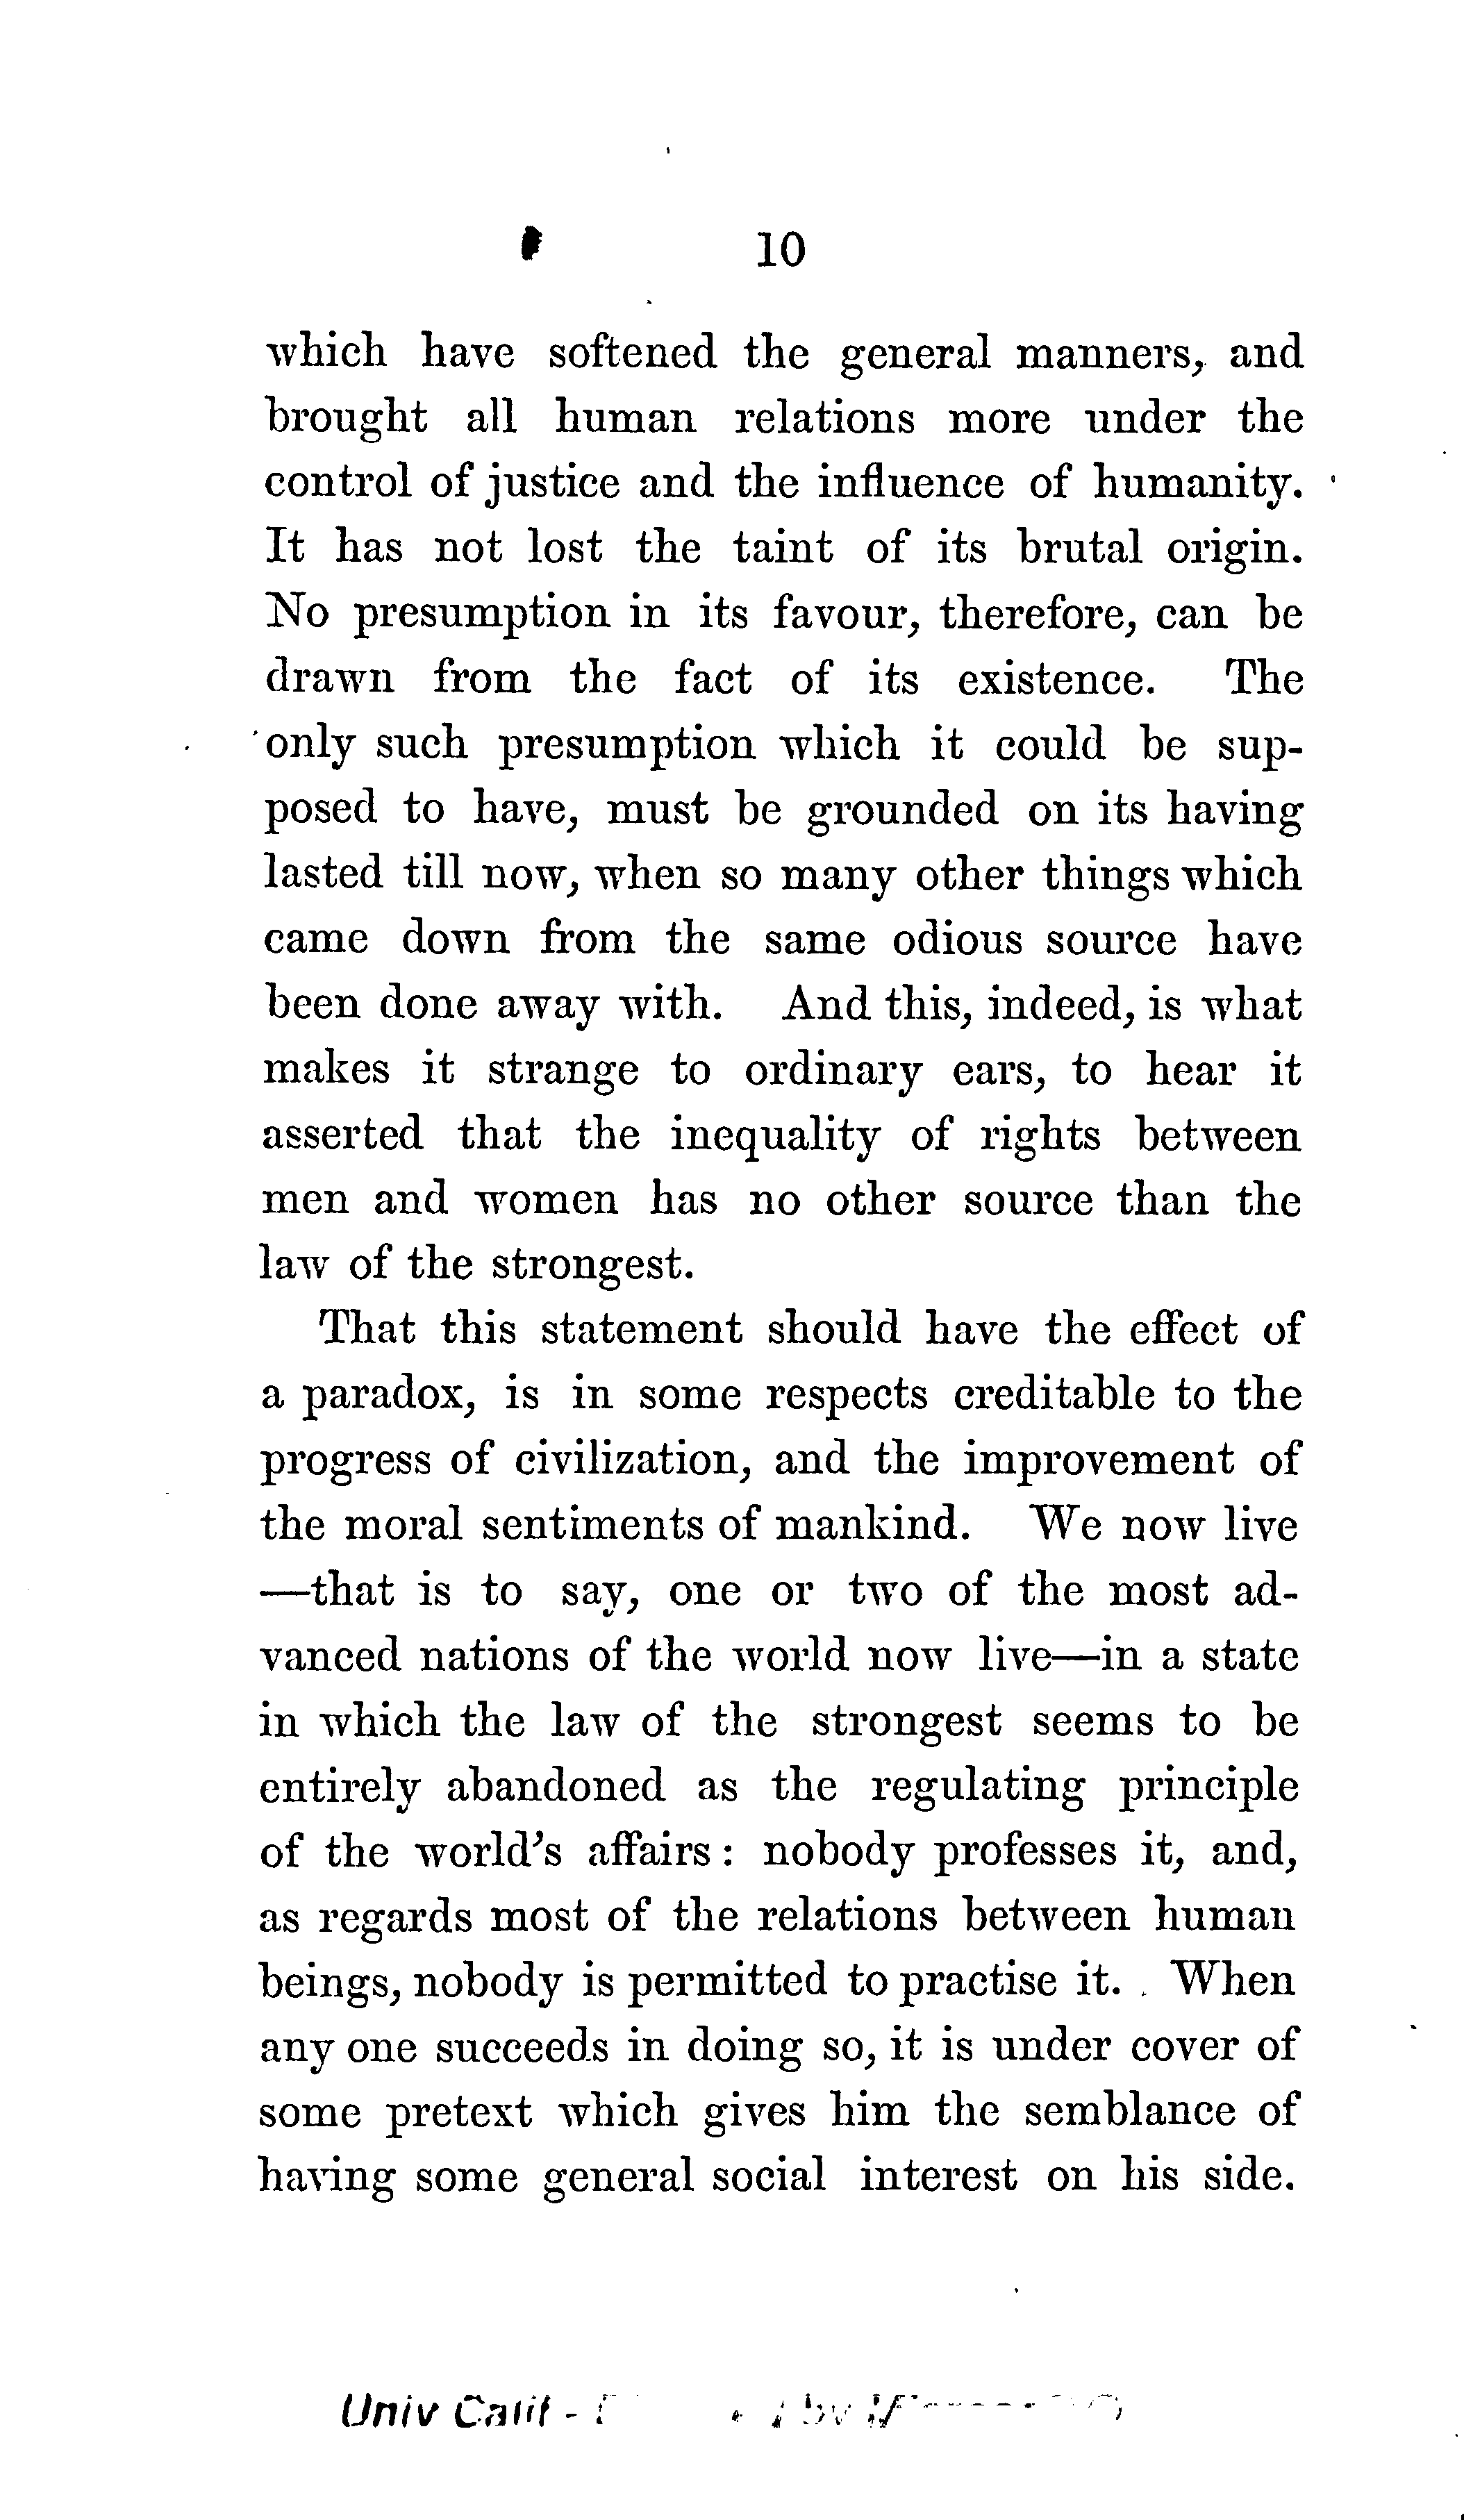 10
which have softened the general manners, and
brought all human relations more under the
control of justice and the influence of humanity.
It has not lost the taint of its brutal origin.
No presumption in its favour, therefore, can be
drawn from the fact of its existence. The
only such presumption which it could be sup-
posed to have, must be grounded on its having
lasted till now, when so many other things which
came down from the same odious source have
been done away with. And this, indeed, is what
makes it strange to ordinary ears, to hear it
asserted that the inequality of rights between
men and women has no other source than the
law of the strongest.
That this statement should have the effect of
a paradox, is in some respects creditable to the
progress of civilization, and the improvement of
the moral sentiments of mankind. We now live
—that is to say, one or two of the most ad-
vanced nations of the world now live—in a state
in which the law of the strongest seems to be
entirely abandoned as the regulating principle
of the world's affairs: nobody professes it, and,
as regards most of the relations between human
beings, nobody is permitted to practise it. When
any one succeeds in doing so, it is under cover of
some pretext which gives him the semblance of
having some general social interest on his side.
Univ Calif -